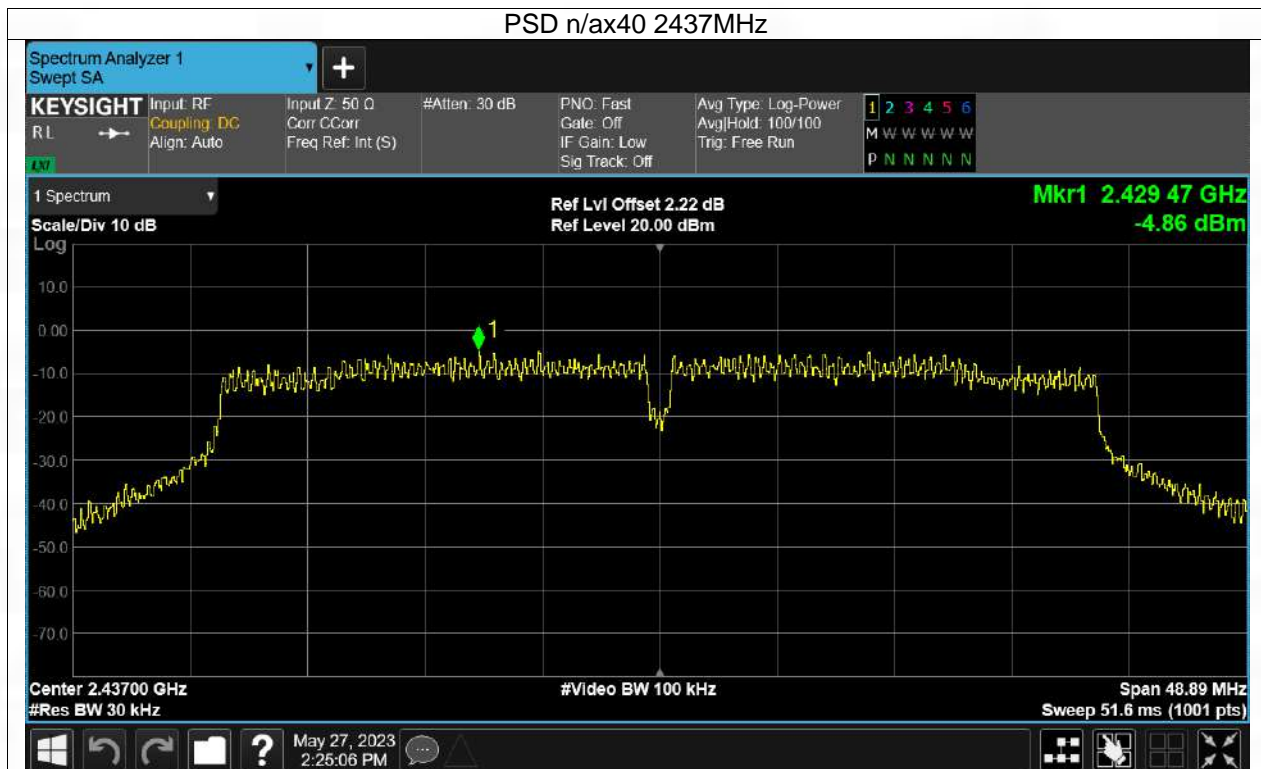 PSD n/ax40 2437MHz
Spectrum Analyzer 1
Swept SA
+
KEYSIGHT
RL
LXI
Input: RF
Coupling: DC
Align: Auto
Input Z: 50 Ω
Corr CCorr
Freq Ref: Int (S)
#Atten: 30 dB
PNO: Fast
Gate: Off
IF Gain: Low
Sig Track: Off
Avg Type: Log-Power
Avg|Hold: 100/100
Trig: Free Run
1 2 3 4 5 6
M W W W W W
P N N N N N
1 Spectrum
Scale/Div 10 dB
Ref Lvl Offset 2.22 dB
Ref Level 20.00 dBm
Mkr1 2.429 47 GHz
-4.86 dBm
Log
10.0
0.00
-10.0
-20.0
-30.0
-40.0
-50.0
-60.0
-70.0
1
Center 2.43700 GHz
#Res BW 30 kHz
#Video BW 100 kHz
Span 48.89 MHz
Sweep 51.6 ms (1001 pts)
?
May 27, 2023
2:25:06 PM